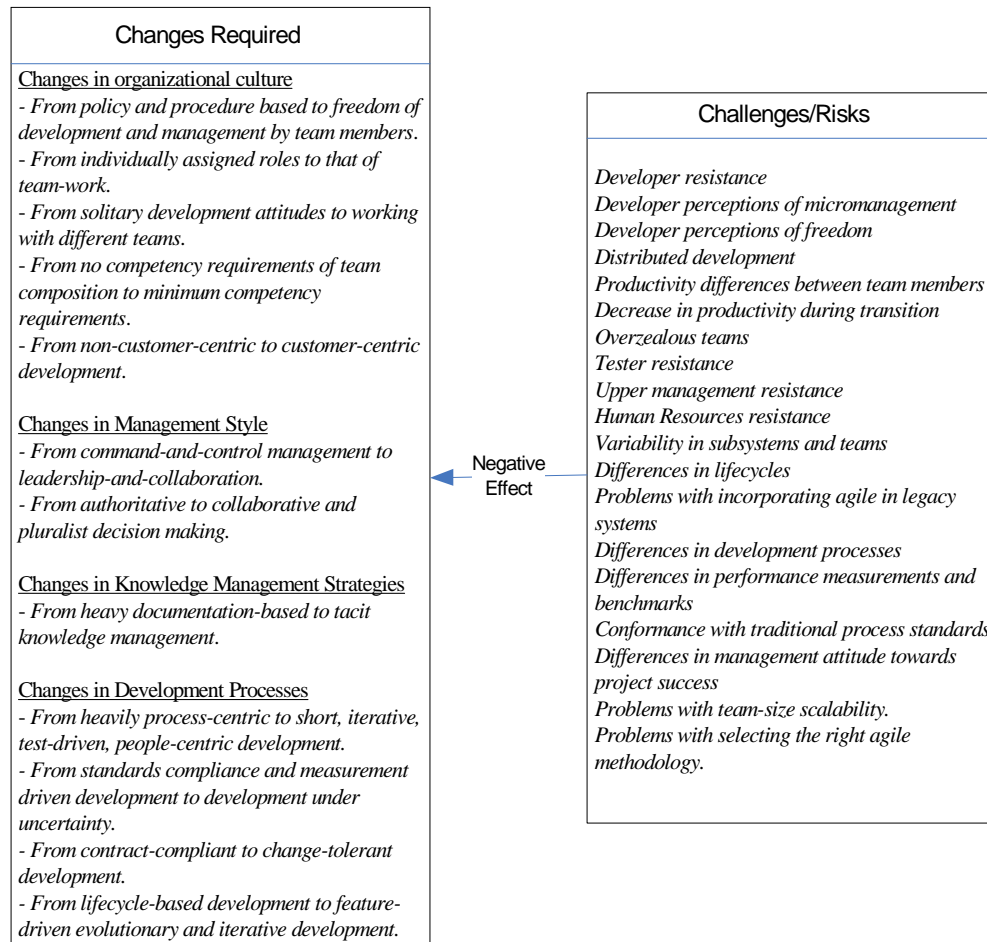 Changes Required
Changes in organizational culture
- From policy and procedure based to freedom of
development and management by team members.
- From individually assigned roles to that of
team-work.
- From solitary development attitudes to working
with different teams.
- From no competency requirements of team
composition to minimum competency
requirements.
- From non-customer-centric to customer-centric
development.
Changes in Management Style
- From command-and-control management to
leadership-and-collaboration.
- From authoritative to collaborative and
pluralist decision making.
Changes in Knowledge Management Strategies
- From heavy documentation-based to tacit
knowledge management.
Changes in Development Processes
- From heavily process-centric to short, iterative,
test-driven, people-centric development.
- From standards compliance and measurement
driven development to development under
uncertainty.
- From contract-compliant to change-tolerant
development.
- From lifecycle-based development to feature-
driven evolutionary and iterative development.
Negative
Effect
Challenges/Risks
Developer resistance
Developer perceptions of micromanagement
Developer perceptions of freedom
Distributed development
Productivity differences between team members
Decrease in productivity during transition
Overzealous teams
Tester resistance
Upper management resistance
Human Resources resistance
Variability in subsystems and teams
Differences in lifecycles
Problems with incorporating agile in legacy
systems
Differences in development processes
Differences in performance measurements and
benchmarks
Conformance with traditional process standards
Differences in management attitude towards
project success
Problems with team-size scalability.
Problems with selecting the right agile
methodology.